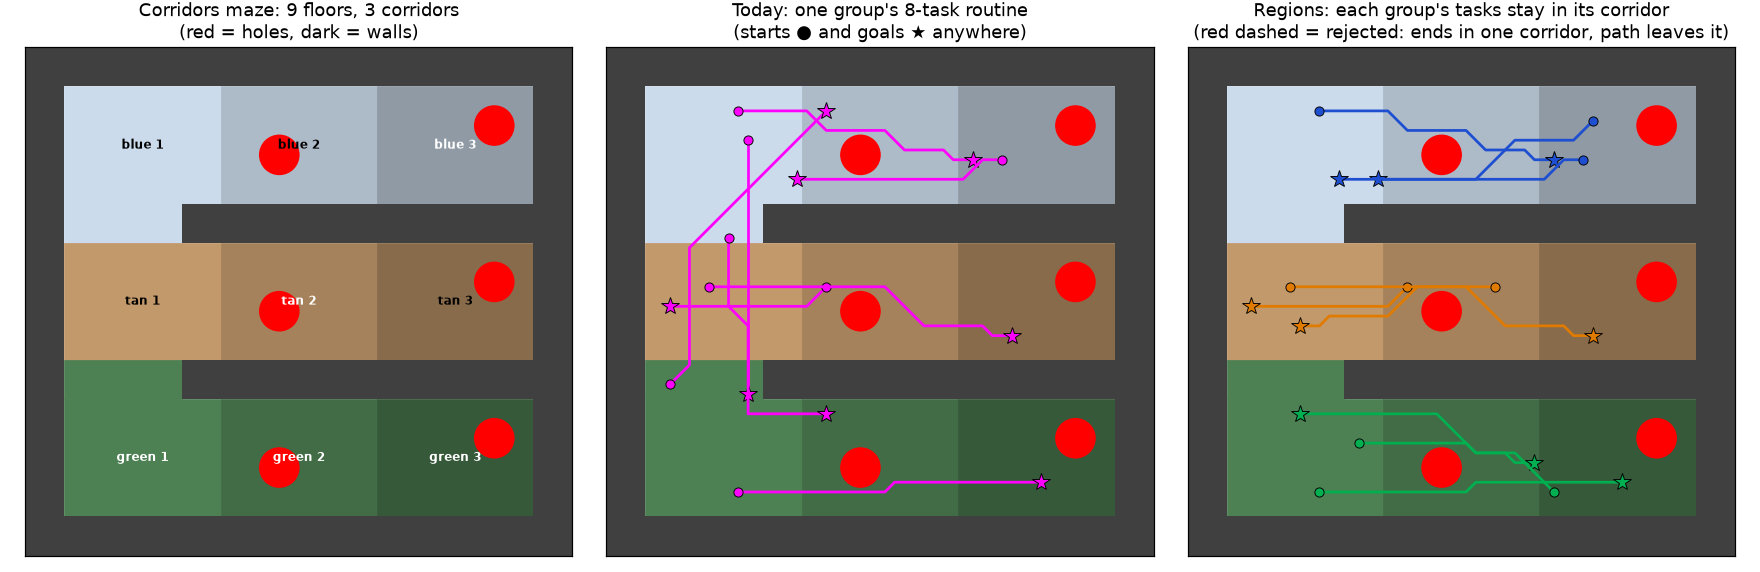 Corridors maze: 9 floors, 3 corridors
(red = holes, dark = walls)
blue 1
blue 2
blue 3
tan 1
tan 2
tan 3
green 1
green 2
green 3
Today: one group's 8-task routine
(starts ● and goals ★ anywhere)
Regions: each group's tasks stay in its corridor
(red dashed = rejected: ends in one corridor, path leaves it)